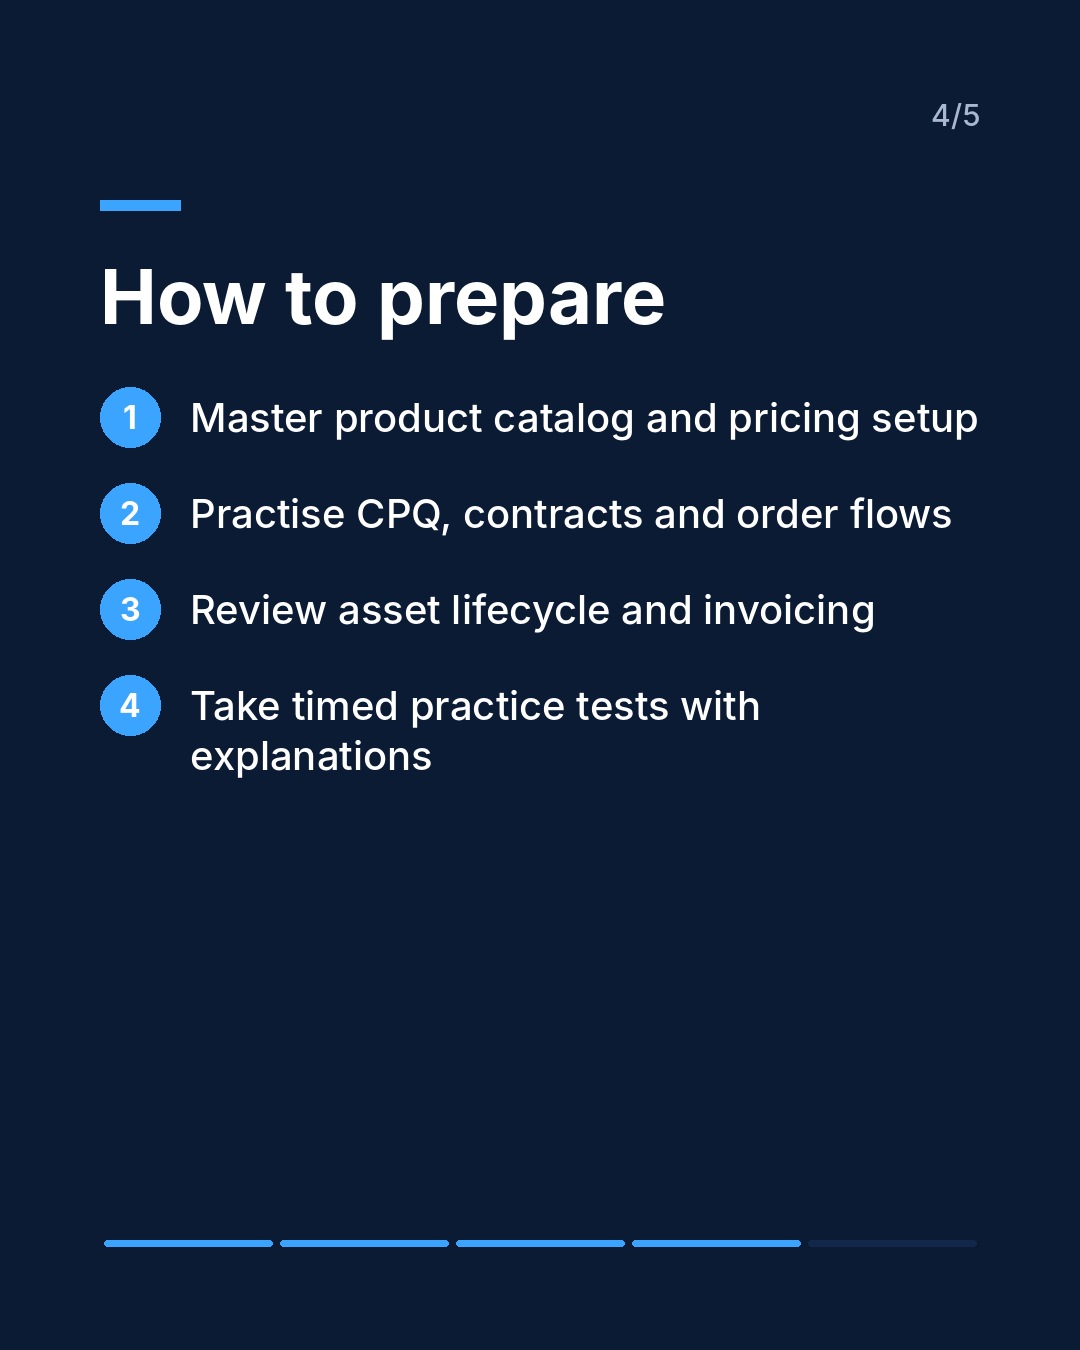 4/5
How to prepare
1 Master product catalog and pricing setup
2 Practise CPQ, contracts and order flows
3 Review asset lifecycle and invoicing
4 Take timed practice tests with
explanations